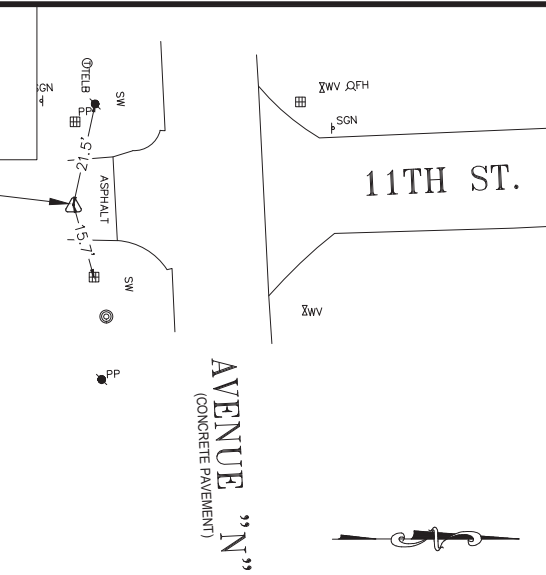 SGN
TELB
T
PP
SW
WV
FH
SGN
21.5'
ASPHALT
11TH ST.
15.7'
SW
WV
PP
AVENUE "N"
(CONCRETE PAVEMENT)